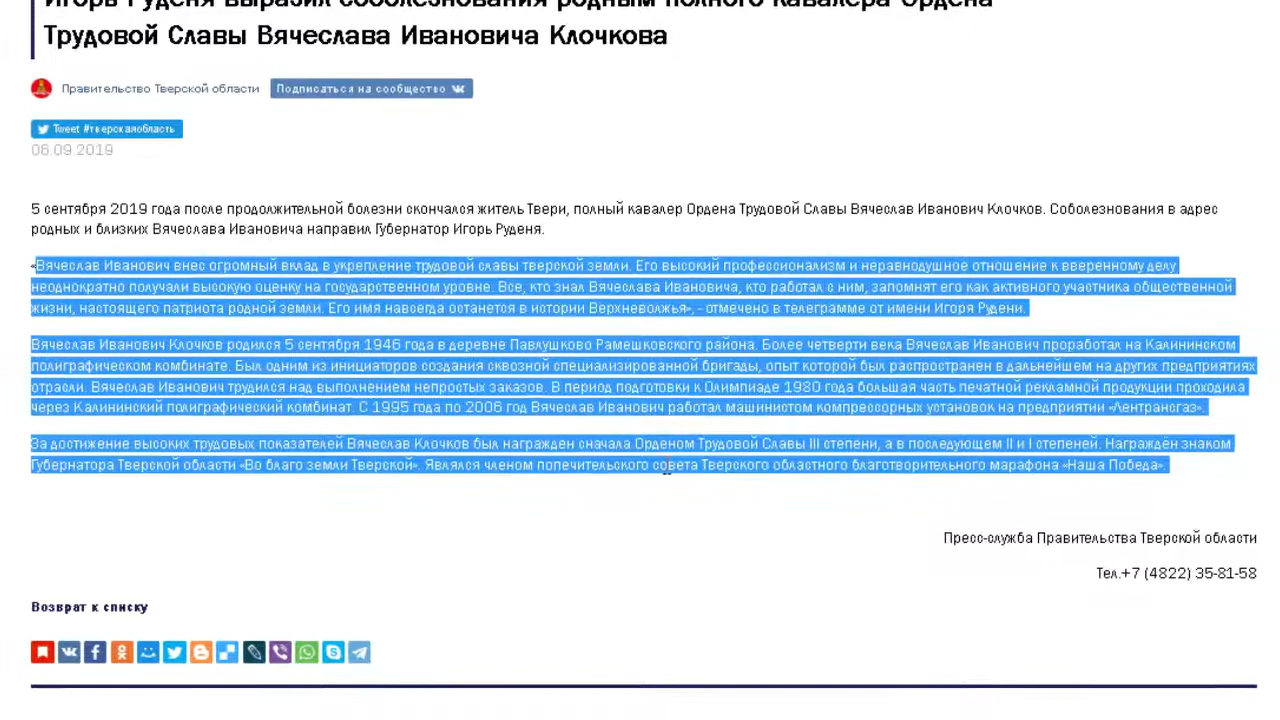 Игорь Руденя выразил соболезнования родным полного кавалера Ордена
Трудовой Славы Вячеслава Ивановича Клочкова
Правительство Тверской области
Подписаться на сообщество
Tweet #тверскаяобласть
06.09.2019
5 сентября 2019 года после продолжительной болезни скончался житель Твери, полный кавалер Ордена Трудовой Славы Вячеслав Иванович Клочков. Соболезнования в адрес
родных и близких Вячеслава Ивановича направил Губернатор Игорь Руденя.
«Вячеслав Иванович внес огромный вклад в укрепление трудовой славы тверской земли. Его высокий профессионализм и неравнодушное отношение к вверенному делу
неоднократно получали высокую оценку на государственном уровне. Все, кто знал Вячеслава Ивановича, кто работал с ним, запомнят его как активного участника общественной
жизни, настоящего патриота родной земли. Его имя навсегда останется в истории Верхневолжья», - отмечено в телеграмме от имени Игоря Рудени.
Вячеслав Иванович Клочков родился 5 сентября 1946 года в деревне Павлушково Рамешковского района. Более четверти века Вячеслав Иванович проработал на Калининском
полиграфическом комбинате. Был одним из инициаторов создания сквозной специализированной бригады, опыт которой был распространен в дальнейшем на других предприятиях
отрасли. Вячеслав Иванович трудился над выполнением непростых заказов. В период подготовки к Олимпиаде 1980 года большая часть печатной рекламной продукции проходила
через Калининский полиграфический комбинат. С 1995 года по 2006 год Вячеслав Иванович работал машинистом компрессорных установок на предприятии «Лентрансгаз».
За достижение высоких трудовых показателей Вячеслав Клочков был награжден сначала Орденом Трудовой Славы III степени, а в последующем II и I степеней. Награждён знаком
Губернатора Тверской области «Во благо земли Тверской». Являлся членом попечительского совета Тверского областного благотворительного марафона «Наша Победа».
Пресс-служба Правительства Тверской области
Тел.+7 (4822) 35-81-58
Возврат к списку